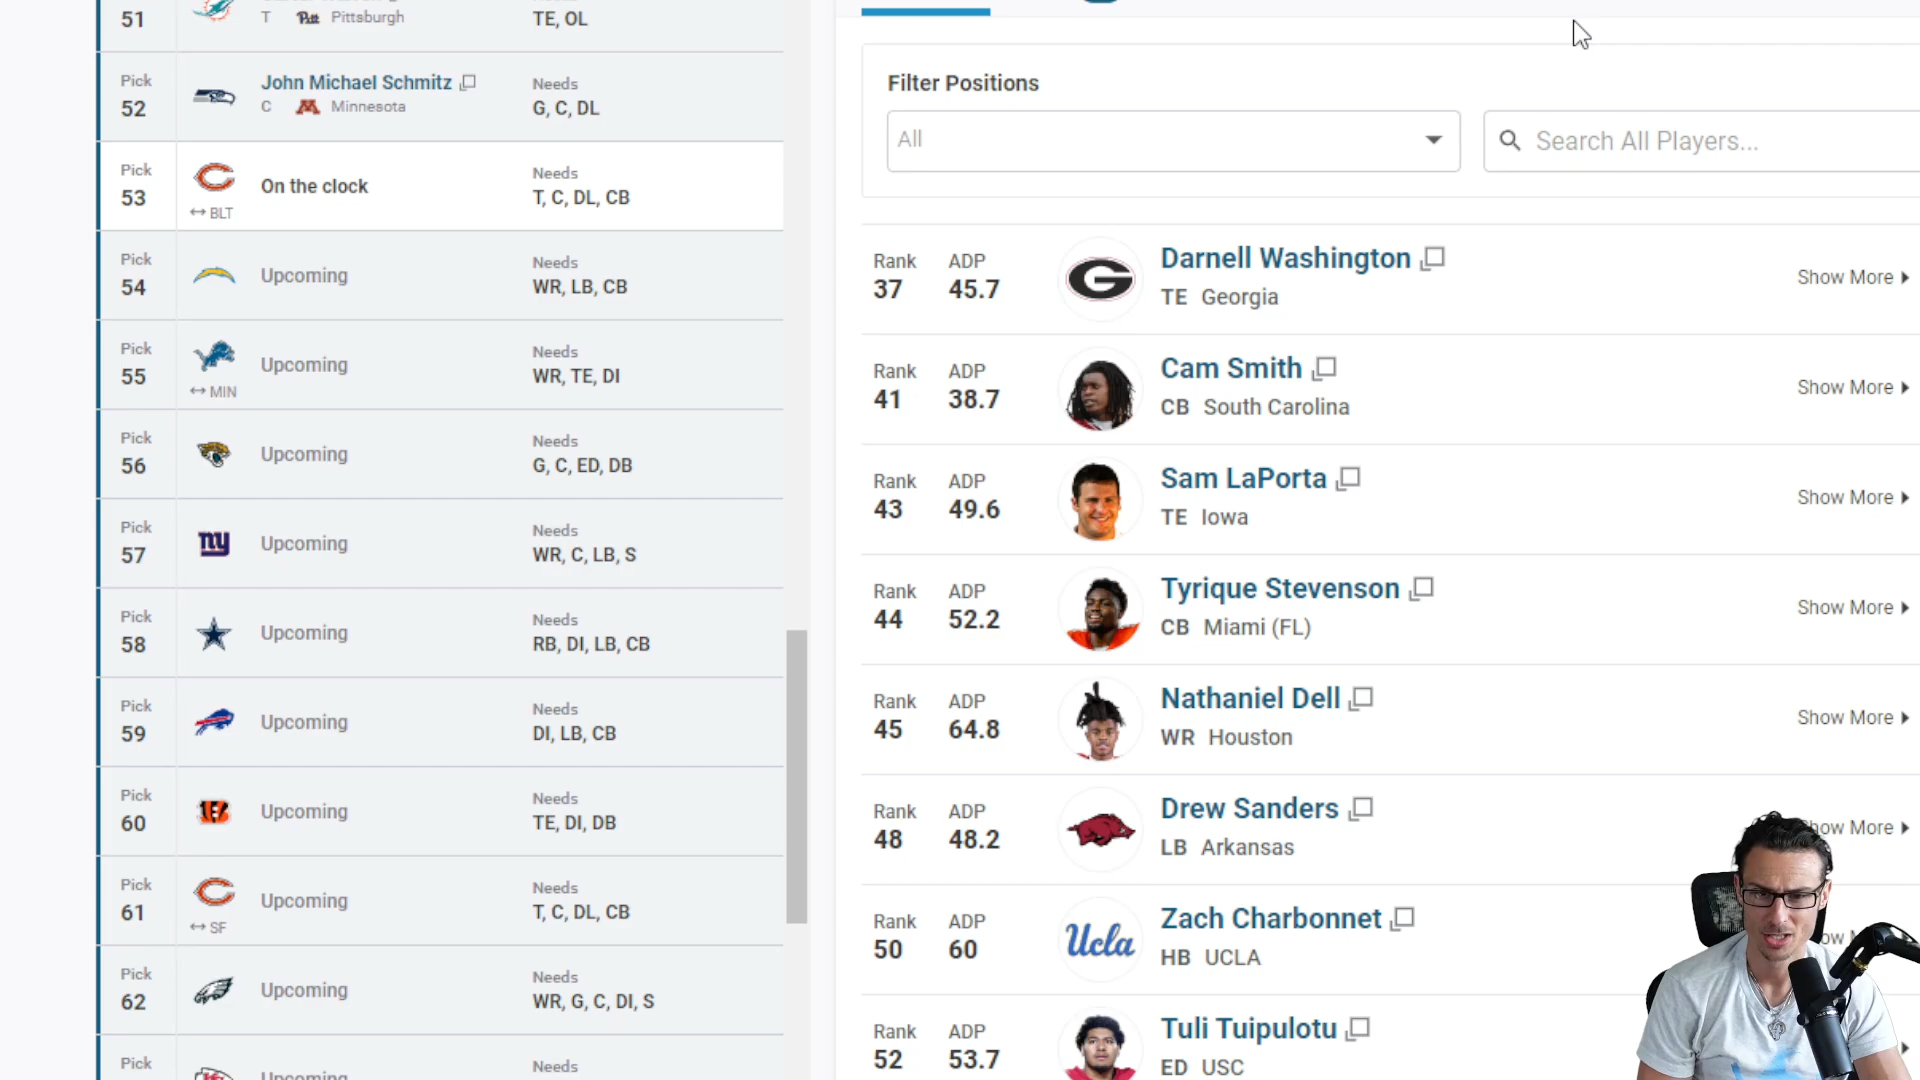 51
T Pitt Pittsburgh
TE, OL
Pick
52
John Michael Schmitz
C Minnesota
Needs
G, C, DL
Pick
53
BLT
On the clock
Needs
T, C, DL, CB
Pick
54
Upcoming
Needs
WR, LB, CB
Pick
55
MIN
Upcoming
Needs
WR, TE, DI
Pick
56
Upcoming
Needs
G, C, ED, DB
Pick
57
ny
Upcoming
Needs
WR, C, LB, S
Pick
58
Upcoming
Needs
RB, DI, LB, CB
Pick
59
Upcoming
Needs
DI, LB, CB
Pick
60
Upcoming
Needs
TE, DI, DB
Pick
61
SF
Upcoming
Needs
T, C, DL, CB
Pick
62
Upcoming
Needs
WR, G, C, DI, S
Pick
Upcoming
Needs
Filter Positions
All
Search All Players...
Rank ADP
37 45.7
G
Darnell Washington
TE Georgia
Show More
Rank ADP
41 38.7
Cam Smith
CB South Carolina
Show More
Rank ADP
43 49.6
Sam LaPorta
TE Iowa
Show More
Rank ADP
44 52.2
Tyrique Stevenson
CB Miami (FL)
Show More
Rank ADP
45 64.8
Nathaniel Dell
WR Houston
Show More
Rank ADP
48 48.2
Drew Sanders
LB Arkansas
Show More
Rank ADP
50 60
Ucla
Zach Charbonnet
HB UCLA
Rank ADP
52 53.7
Tuli Tuipulotu
ED USC